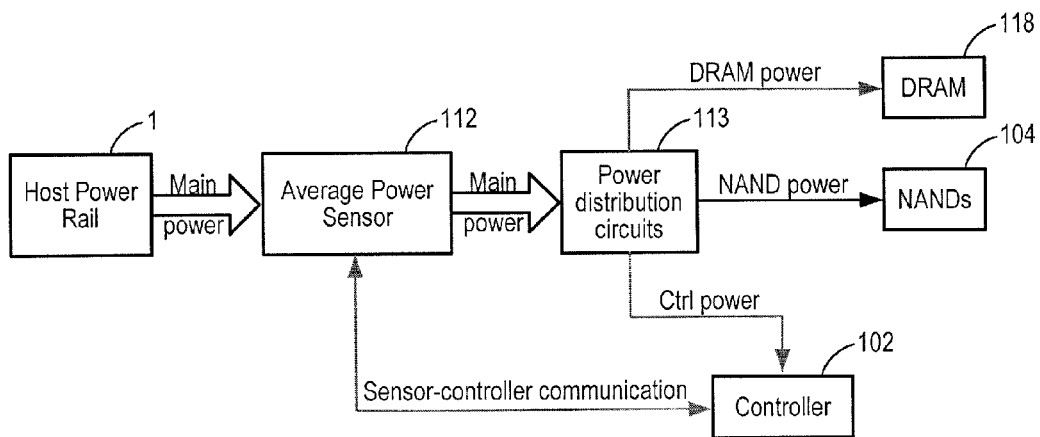 118
DRAM power
DRAM
1
112
113
104
Host Power
Rail
Main
power
Average Power
Sensor
Main
power
Power
distribution
circuits
NAND power
NANDs
Ctrl power
102
Sensor-controller communication
Controller